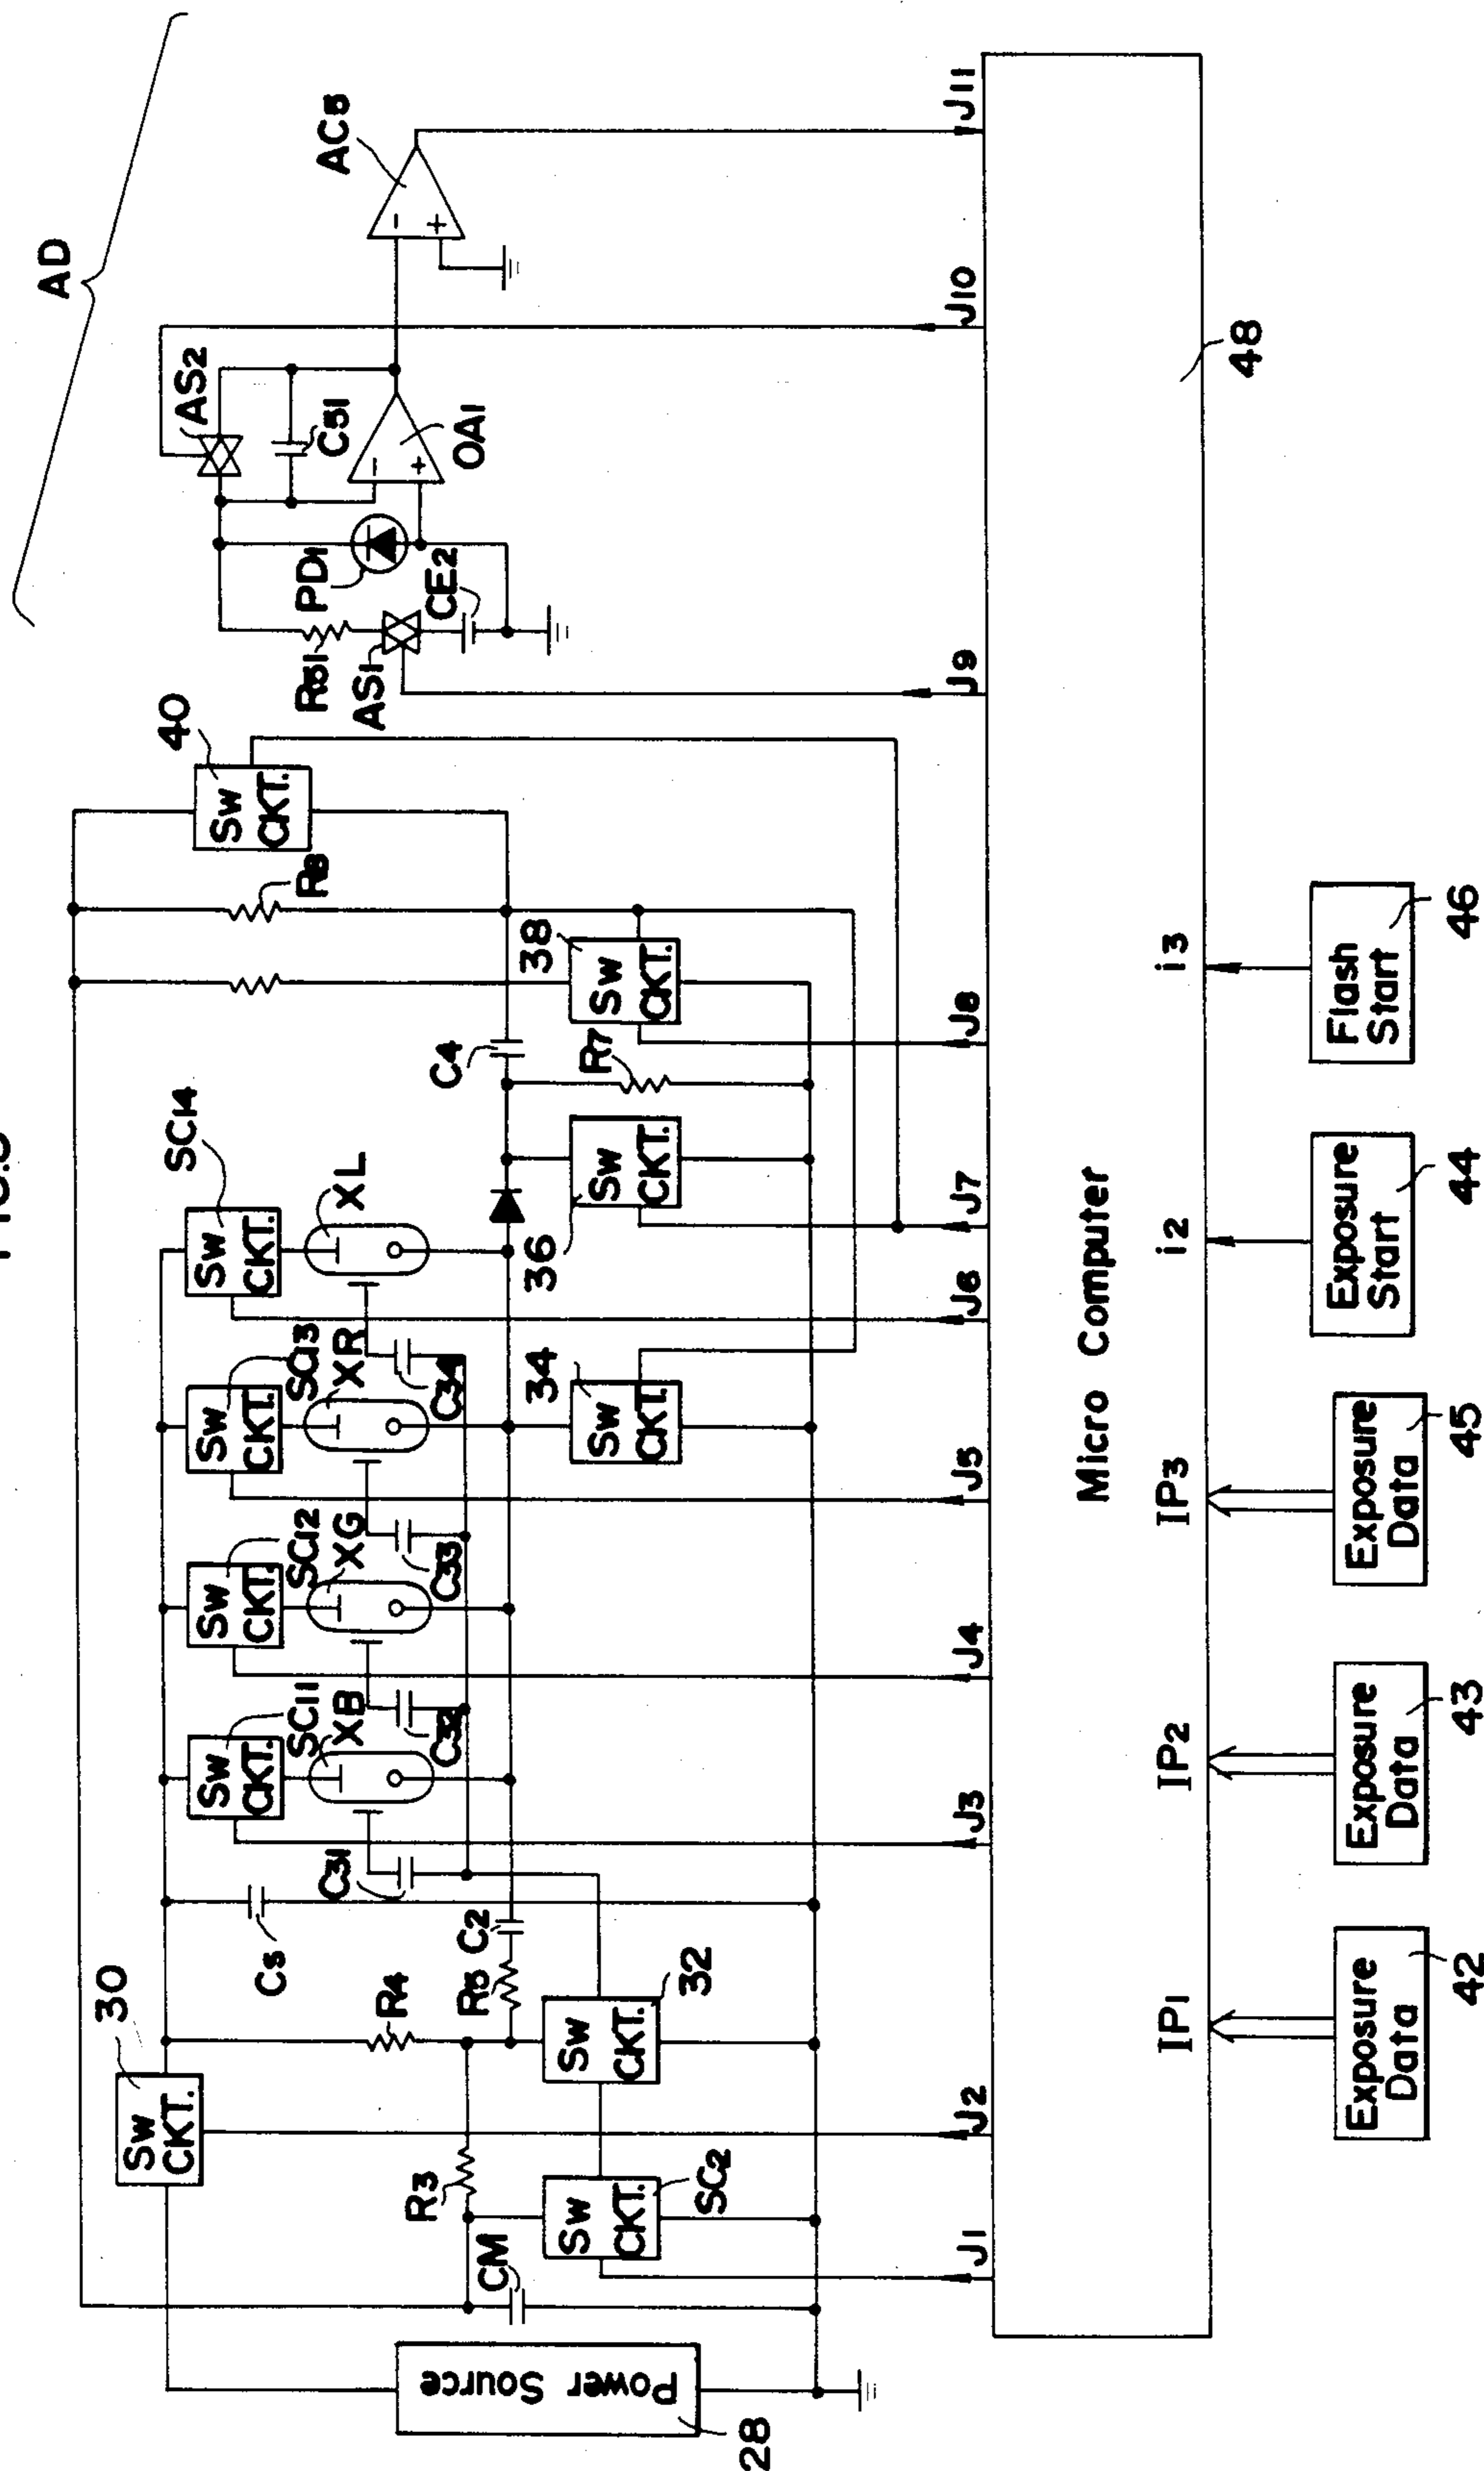 AD
40
SC14
AS2
AC5
30
SC11
SC12
SC13
Sw
CKT.
Sw
CKT.
Sw
CKT.
Sw
CKT.
Sw
CKT.
Sw
CKT.
Cs
XB
XG
XR
XL
R8
R51
PD1
C51
AS1
CE2
OA1
R4
C31
C32
C33
C34
C4
R3
R5
C2
36
38
34
R7
CM
Sw
CKT.
Sw
CKT.
Sw
CKT.
Sw
CKT.
Sw
CKT.
Power Source
28
SC2
32
J1
J2
J3
J4
J5
J6
J7
J8
J9
J10
J11
Micro Computer
48
IP1
IP2
IP3
i2
i3
Exposure
Data
Exposure
Data
Exposure
Data
Exposure
Start
Flash
Start
42
43
45
44
46